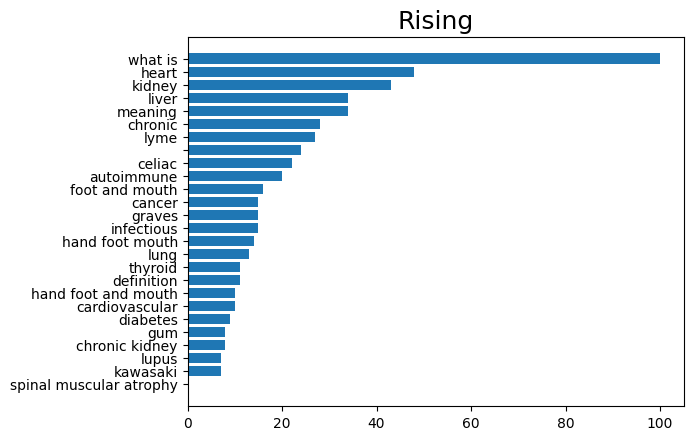 Rising
what is
heart
kidney
liver
meaning
chronic
lyme
celiac
autoimmune
foot and mouth
cancer
graves
infectious
hand foot mouth
lung
thyroid
definition
hand foot and mouth
cardiovascular
diabetes
gum
chronic kidney
lupus
kawasaki
spinal muscular atrophy
0 20 40 60 80 100